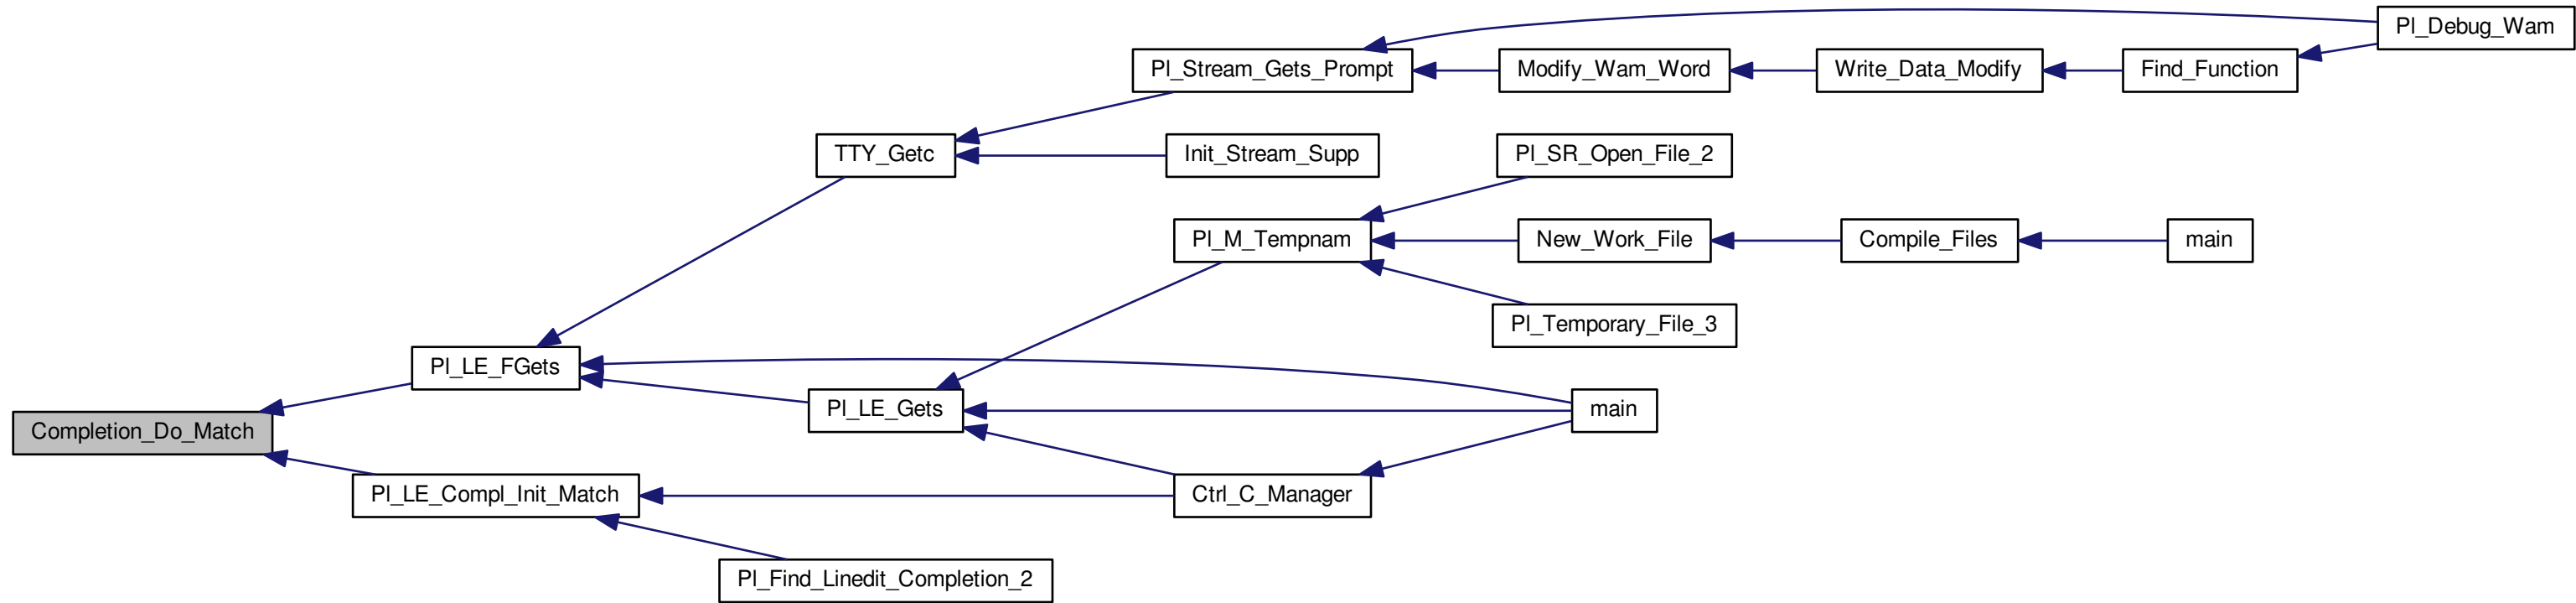 Pl_Debug_Wam
Pl_Stream_Gets_Prompt
Modify_Wam_Word
Write_Data_Modify
Find_Function
TTY_Getc
Init_Stream_Supp
Pl_SR_Open_File_2
Pl_M_Tempnam
New_Work_File
Compile_Files
main
Pl_Temporary_File_3
Pl_LE_FGets
Pl_LE_Gets
main
Completion_Do_Match
Pl_LE_Compl_Init_Match
Ctrl_C_Manager
Pl_Find_Linedit_Completion_2